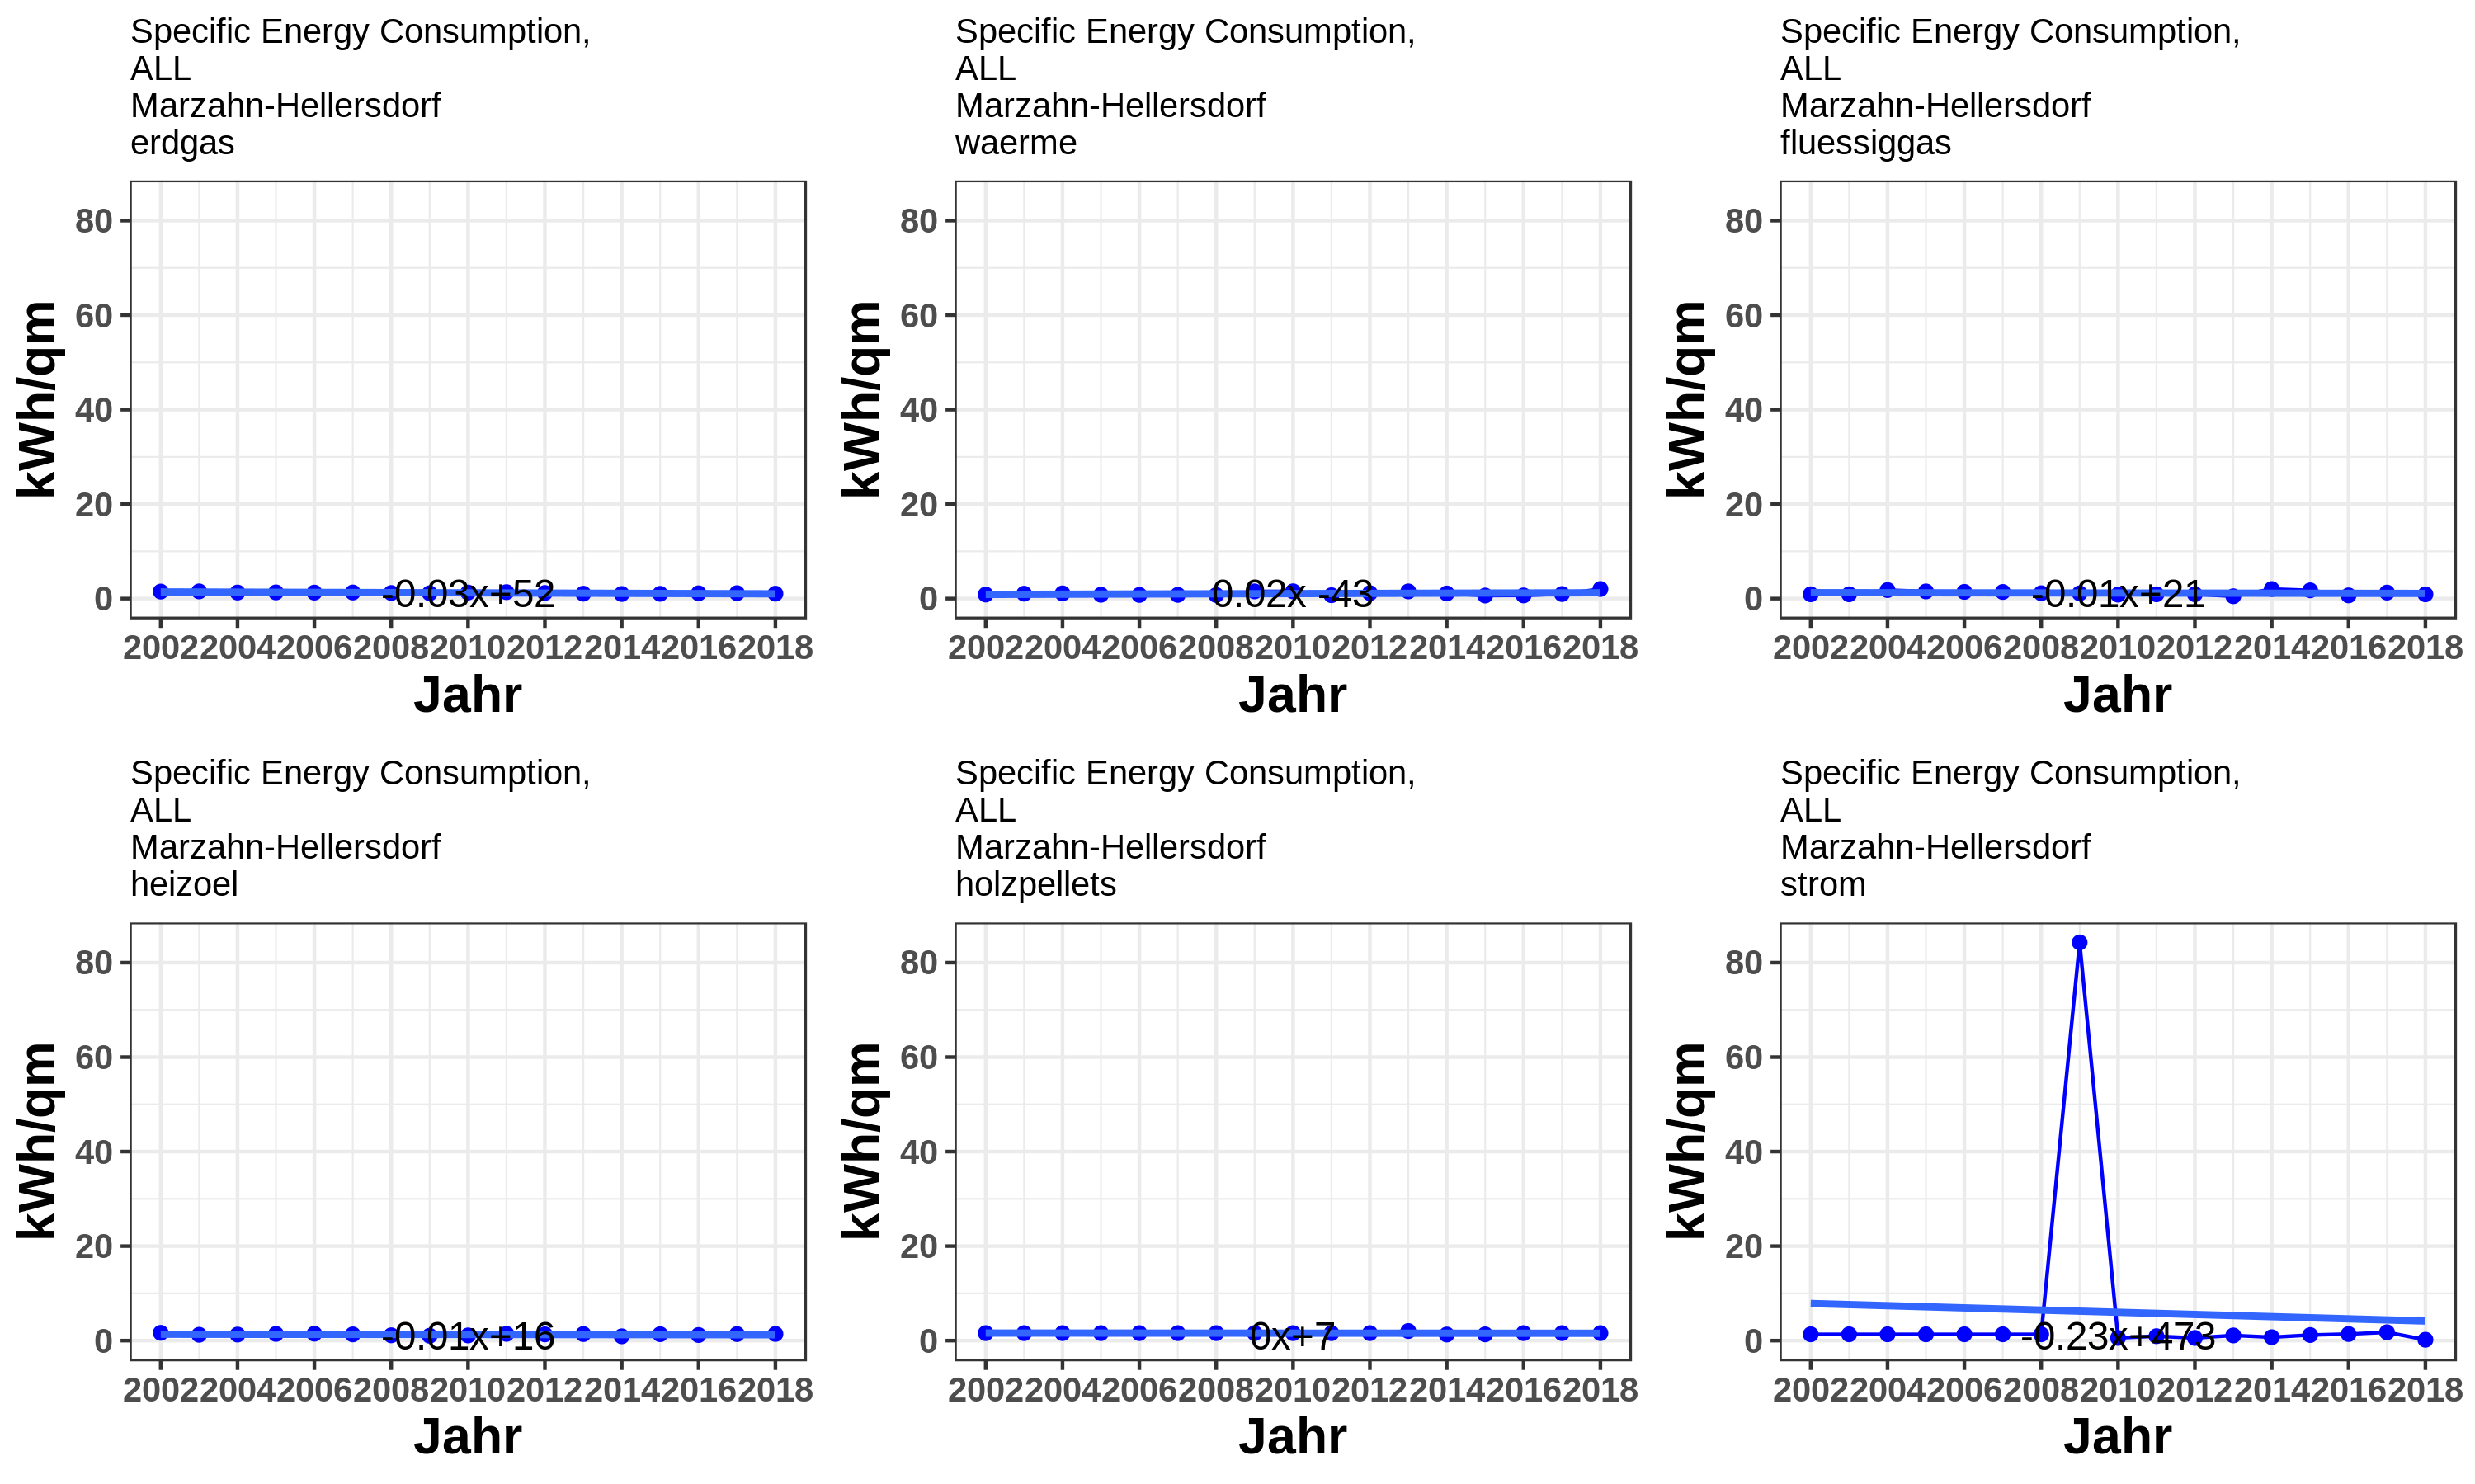 Specific Energy Consumption,
ALL
Marzahn-Hellersdorf
erdgas
80
60
40
20
0
kWh/qm
-0.03x+52
2002 2004 2006 2008 2010 2012 2014 2016 2018
Jahr
Specific Energy Consumption,
ALL
Marzahn-Hellersdorf
waerme
80
60
40
20
0
kWh/qm
0.02x -43
2002 2004 2006 2008 2010 2012 2014 2016 2018
Jahr
Specific Energy Consumption,
ALL
Marzahn-Hellersdorf
fluessiggas
80
60
40
20
0
kWh/qm
-0.01x+21
2002 2004 2006 2008 2010 2012 2014 2016 2018
Jahr
Specific Energy Consumption,
ALL
Marzahn-Hellersdorf
heizoel
80
60
40
20
0
kWh/qm
-0.01x+16
2002 2004 2006 2008 2010 2012 2014 2016 2018
Jahr
Specific Energy Consumption,
ALL
Marzahn-Hellersdorf
holzpellets
80
60
40
20
0
kWh/qm
0x+7
2002 2004 2006 2008 2010 2012 2014 2016 2018
Jahr
Specific Energy Consumption,
ALL
Marzahn-Hellersdorf
strom
80
60
40
20
0
kWh/qm
-0.23x+473
2002 2004 2006 2008 2010 2012 2014 2016 2018
Jahr